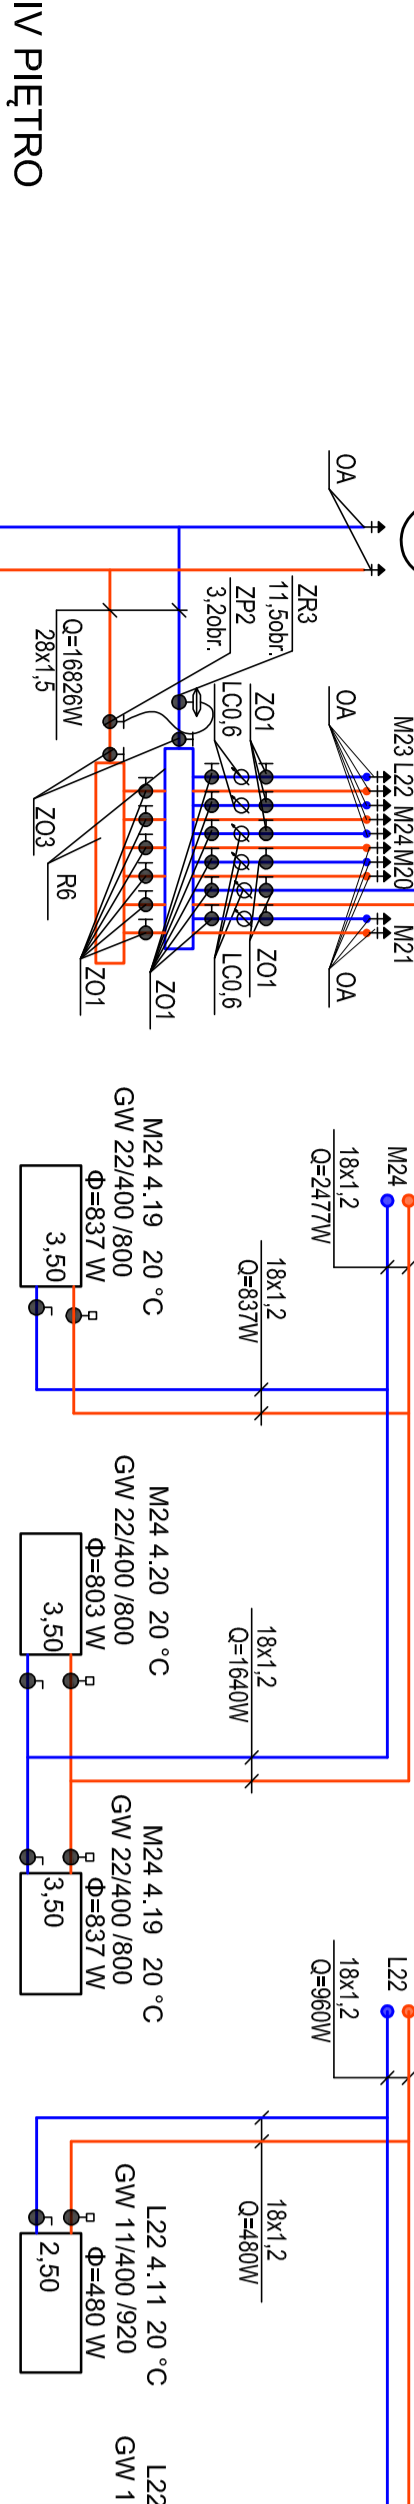 IV PIĘTRO
OA
ZR3
11,5obr.
ZP2
3,2obr.
Q=16826W
28x1,5
ZO3
R6
ZO1
ZO1
LC0,6
ZO1
OA
M23
L22
M24
M20
M21
OA
ZO1
LC0,6
M24
18x1,2
Q=2477W
18x1,2
Q=837W
M24 4.19 20 °C
GW 22/400 /800
Φ=837 W
3,50
18x1,2
Q=1640W
M24 4.20 20 °C
GW 22/400 /800
Φ=803 W
3,50
M24 4.19 20 °C
GW 22/400 /800
Φ=837 W
3,50
L22
18x1,2
Q=960W
18x1,2
Q=480W
L22 4.11 20 °C
GW 11/400 /920
Φ=480 W
2,50
L22
GW 1